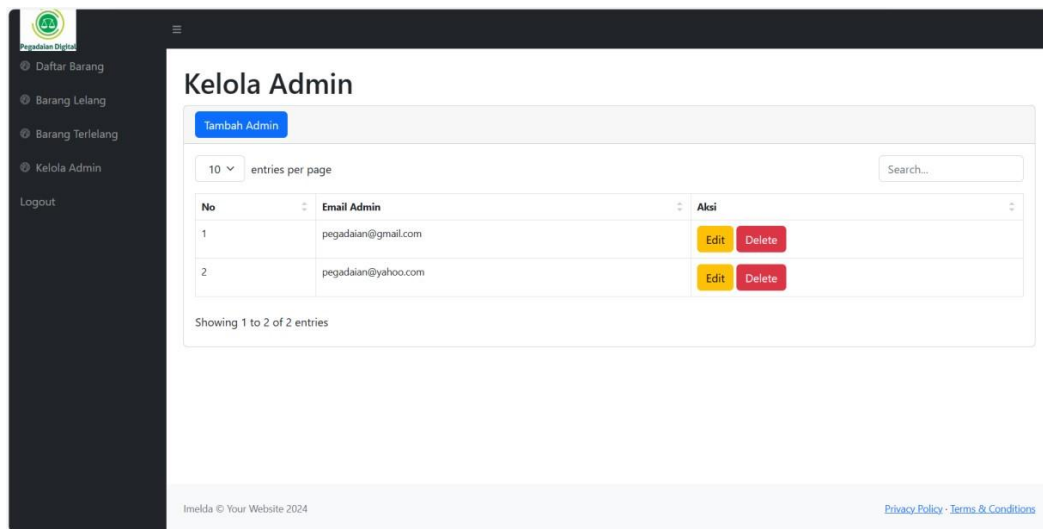 Pegadaian Digital
Daftar Barang
Barang Lelang
Barang Terlelang
Kelola Admin
Logout
Kelola Admin
Tambah Admin
10 entries per page
Search...
No Email Admin Aksi
1 pegadaian@gmail.com Edit Delete
2 pegadaian@yahoo.com Edit Delete
Showing 1 to 2 of 2 entries
Imelda © Your Website 2024
Privacy Policy · Terms & Conditions